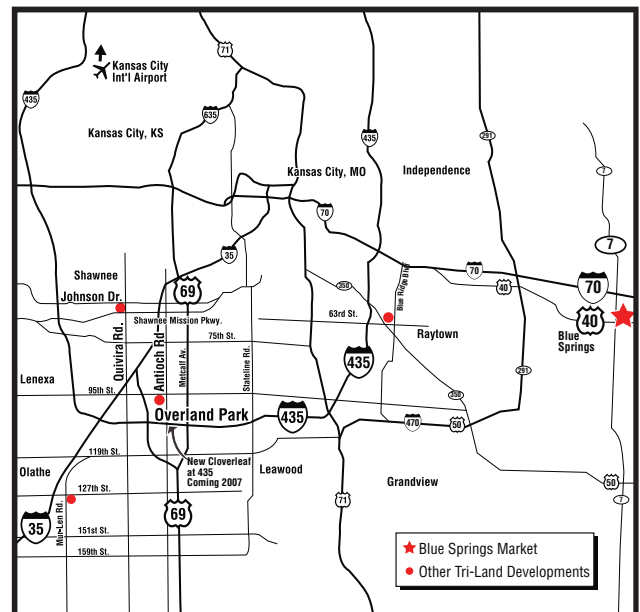 71
Kansas City
Int'l Airport
435
635
Kansas City, KS
435
291
Kansas City, MO
Independence
7
70
7
35
70
Shawnee
69
350
Blue Ridge Blvd
40
70
Johnson Dr.
Shawnee Mission Pkwy.
63rd St.
40
Blue
Springs
Quivira Rd.
Antioch Rd
Metcalf Av.
Stateline Rd.
75th St.
Raytown
435
291
Lenexa
95th St.
350
Overland Park
435
470
50
119th St.
New Cloverleaf
at 435
Coming 2007
Leawood
Olathe
127th St.
Grandview
50
Mur-Len Rd.
71
7
35
69
151st St.
159th St.
Blue Springs Market
Other Tri-Land Developments